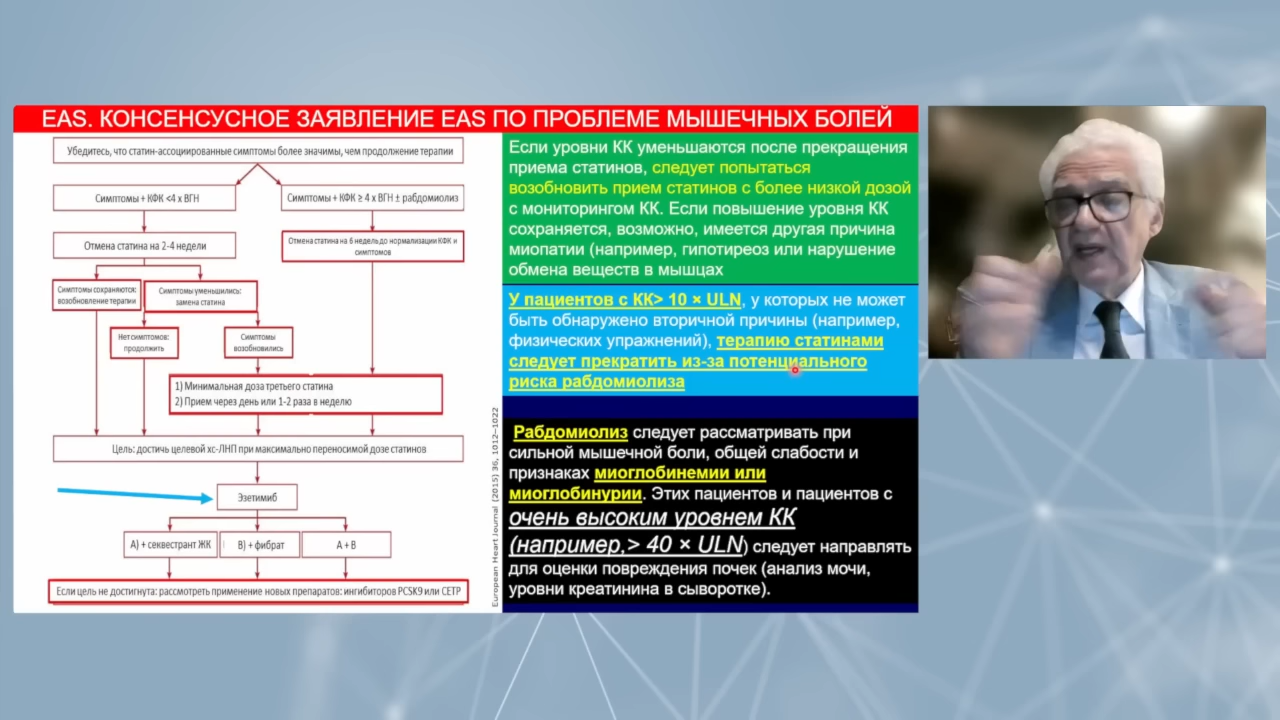 EAS. КОНСЕНСУСНОЕ ЗАЯВЛЕНИЕ EAS ПО ПРОБЛЕМЕ МЫШЕЧНЫХ БОЛЕЙ
Убедитесь, что статин-ассоциированные симптомы более значимы, чем продолжение терапии
Симптомы + КФК <4 x ВГН
Симптомы + КФК ≥ 4 x ВГН ± рабдомиолиз
Отмена статина на 2-4 недели
Отмена статина на 6 недель до нормализации КФК и
симптомов
Симптомы сохраняются:
возобновление терапии
Симптомы уменьшились:
замена статина
Нет симптомов:
продолжить
Симптомы
возобновились
1) Минимальная доза третьего статина
2) Прием через день или 1-2 раза в неделю
Цель: достичь целевой хс-ЛНП при максимально переносимой дозе статинов
Эзетимиб
А) + секвестрант ЖК
В) + фибрат
А + В
Если цель не достигнута: рассмотреть применение новых препаратов: ингибиторов PCSK9 или CETP
European Heart Journal (2015) 36, 1012–1022
Если уровни КК уменьшаются после прекращения
приема статинов, следует попытаться
возобновить прием статинов с более низкой дозой
с мониторингом КК. Если повышение уровня КК
сохраняется, возможно, имеется другая причина
миопатии (например, гипотиреоз или нарушение
обмена веществ в мышцах
У пациентов с КК> 10 × ULN, у которых не может
быть обнаружено вторичной причины (например,
физических упражнений), терапию статинами
следует прекратить из-за потенциального
риска рабдомиолиза
Рабдомиолиз следует рассматривать при
сильной мышечной боли, общей слабости и
признаках миоглобинемии или
миоглобинурии. Этих пациентов и пациентов с
очень высоким уровнем КК
(например,> 40 × ULN) следует направлять
для оценки повреждения почек (анализ мочи,
уровни креатинина в сыворотке).